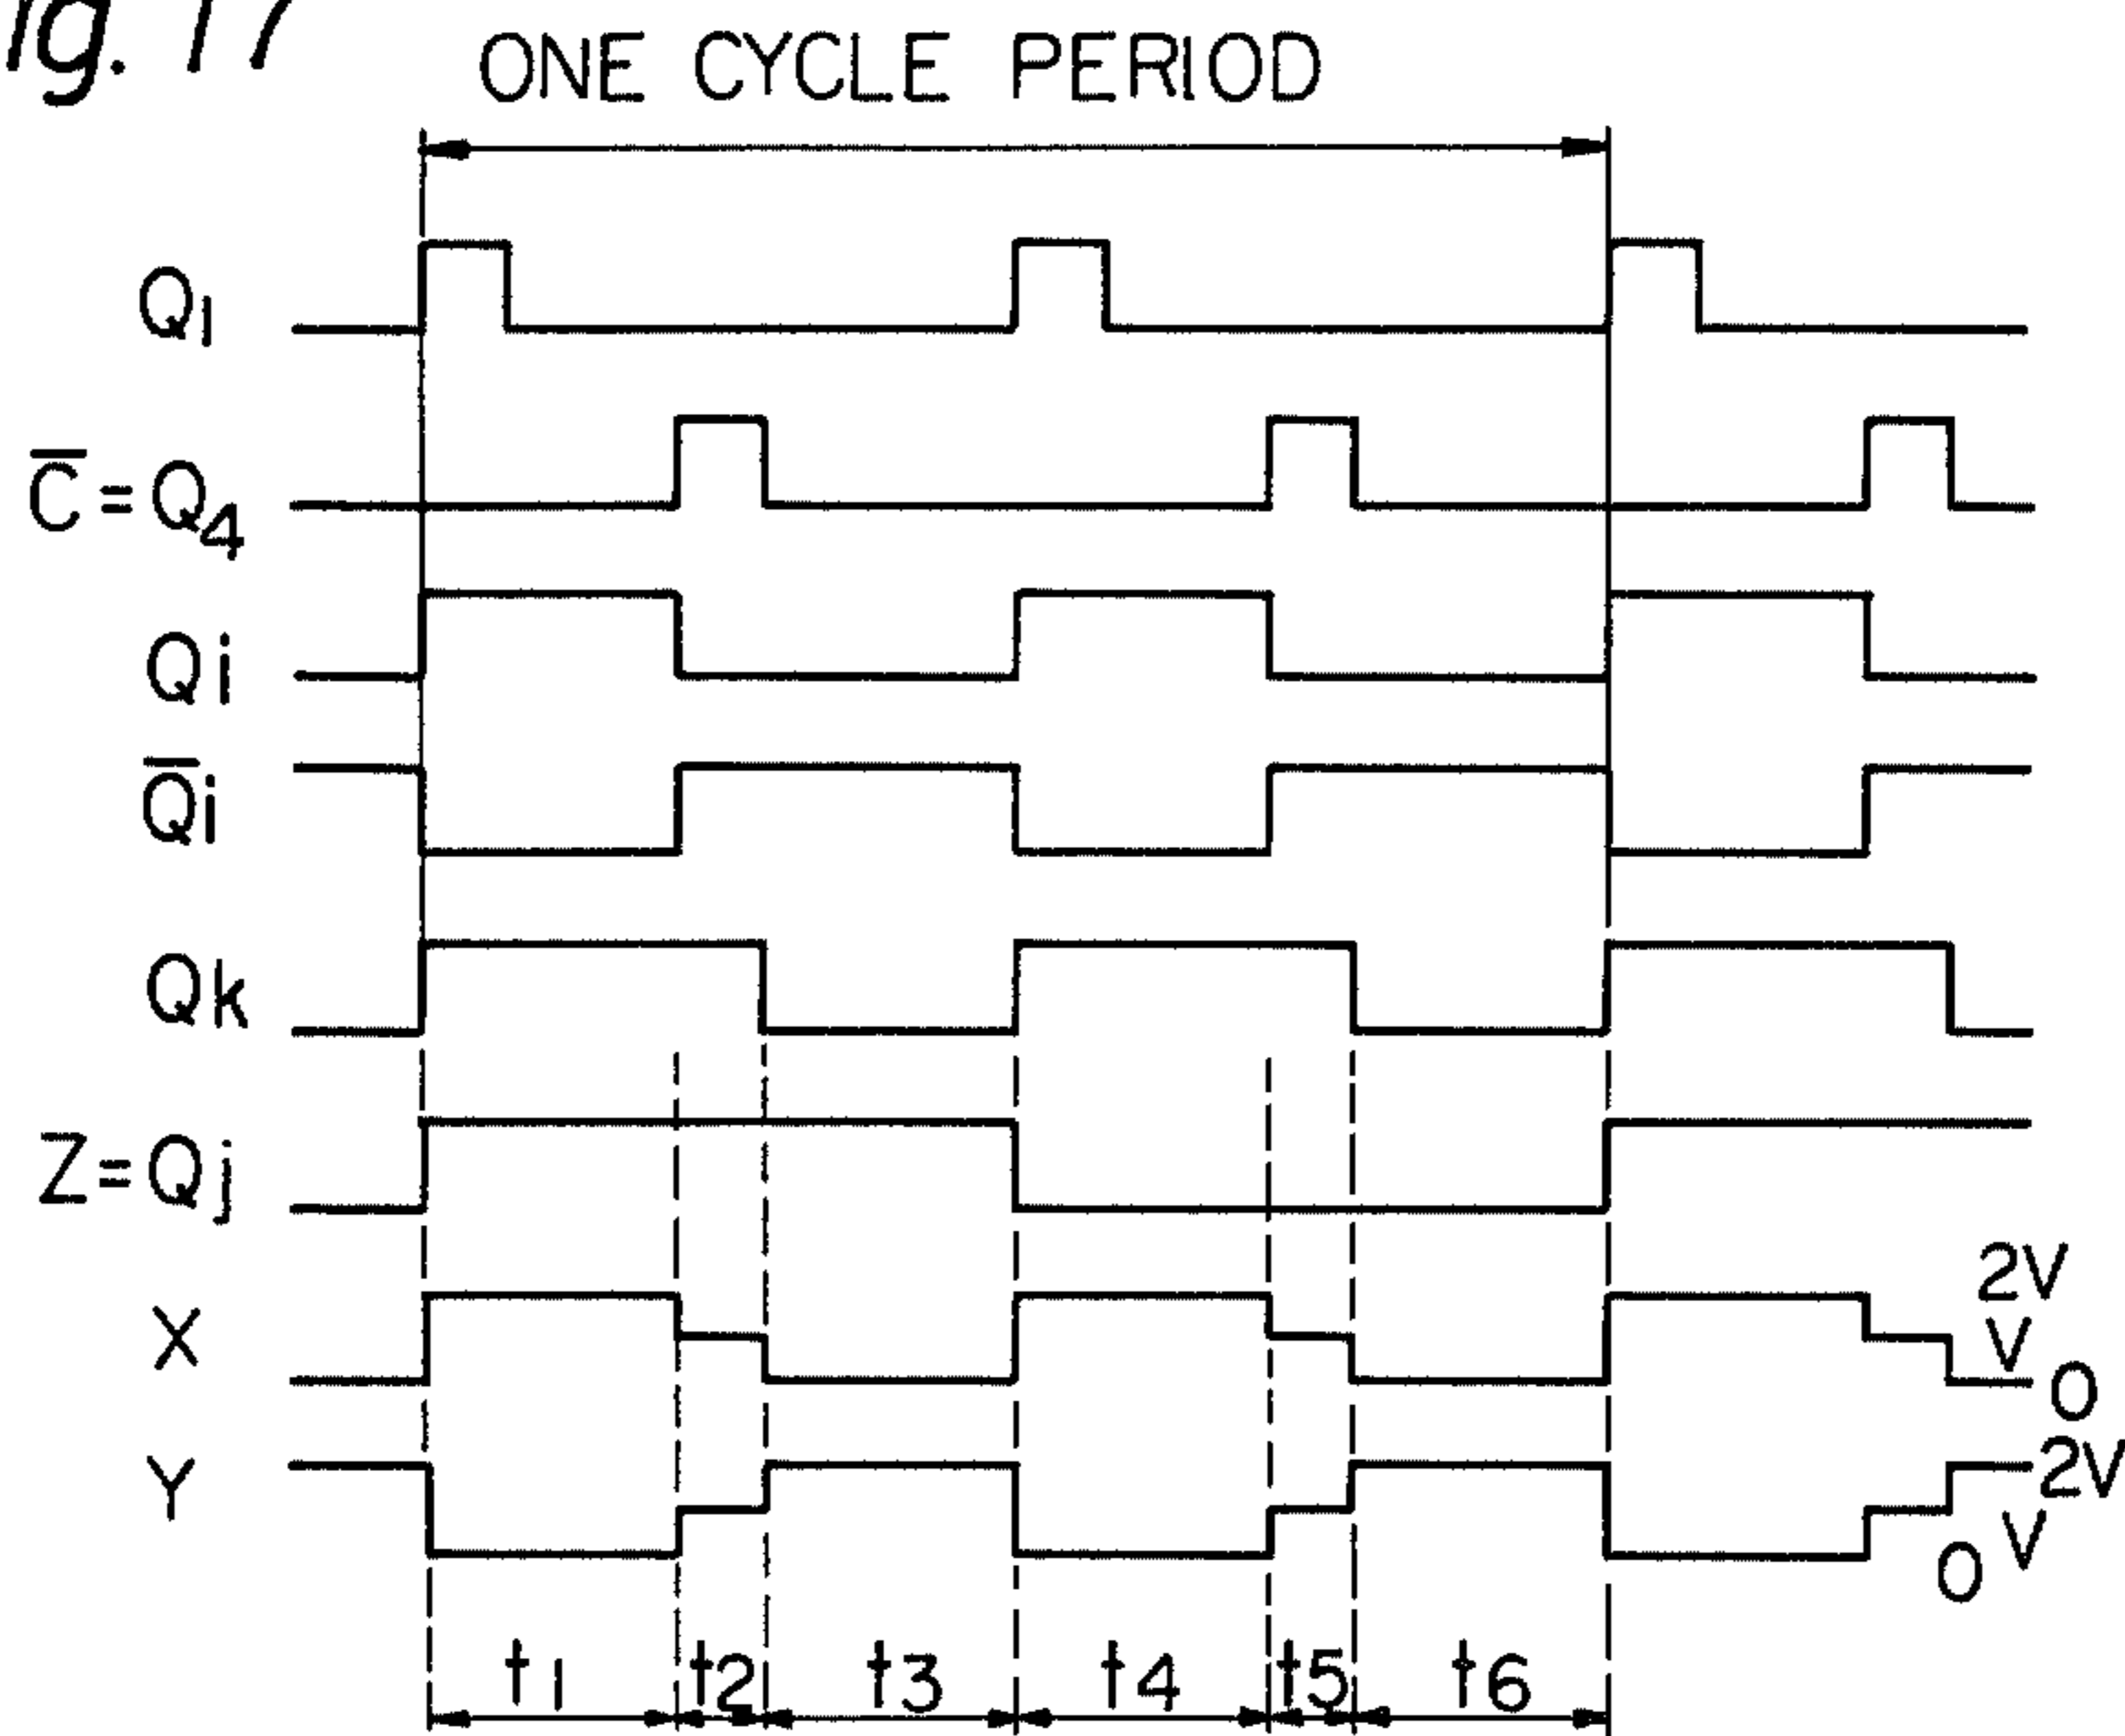 ig. 17
ONE CYCLE PERIOD
Q1
C̅=Q4
Qi
Q̅i
Qk
Z=Qj
X
2V
V
0
Y
2V
V
0
t1 t2 t3 t4 t5 t6